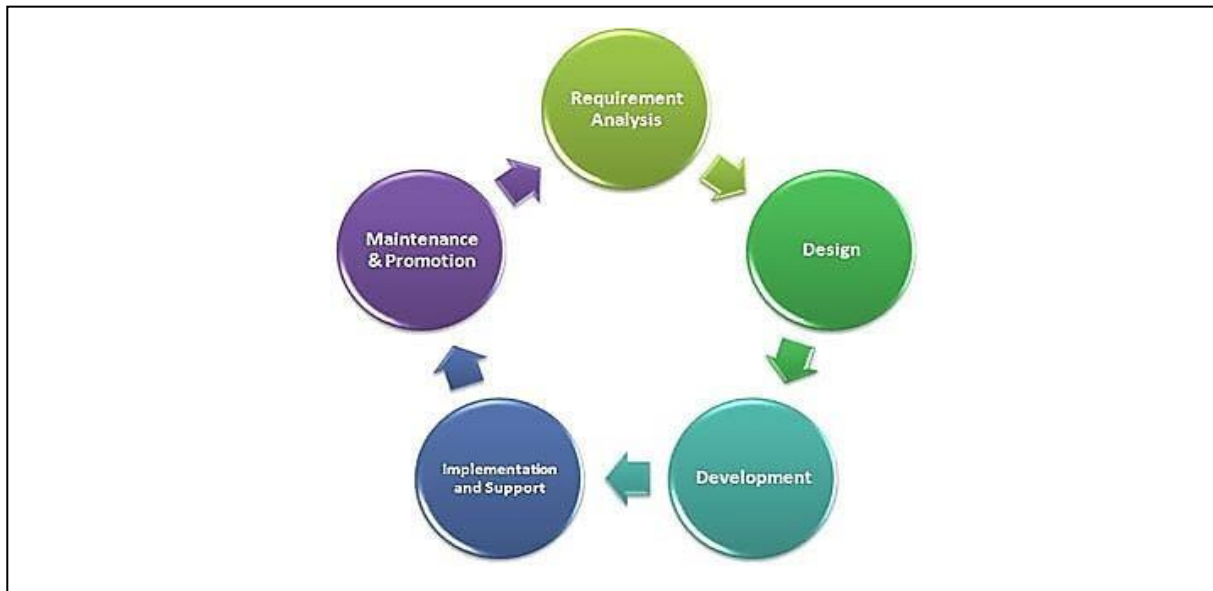 Requirement
Analysis
Design
Development
Implementation
and Support
Maintenance
& Promotion